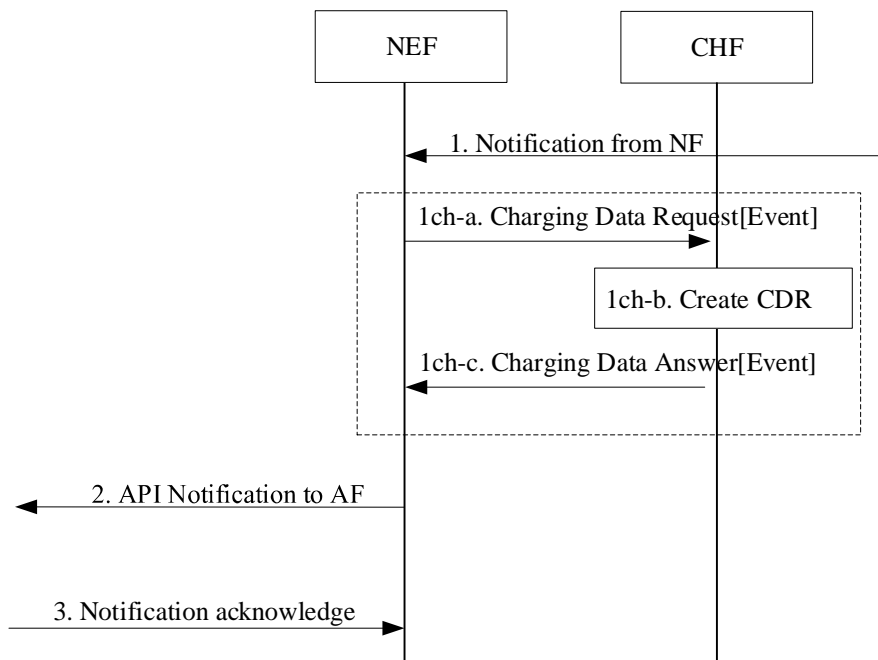 NEF
CHF
1. Notification from NF
1ch-a. Charging Data Request[Event]
1ch-b. Create CDR
1ch-c. Charging Data Answer[Event]
2. API Notification to AF
3. Notification acknowledge